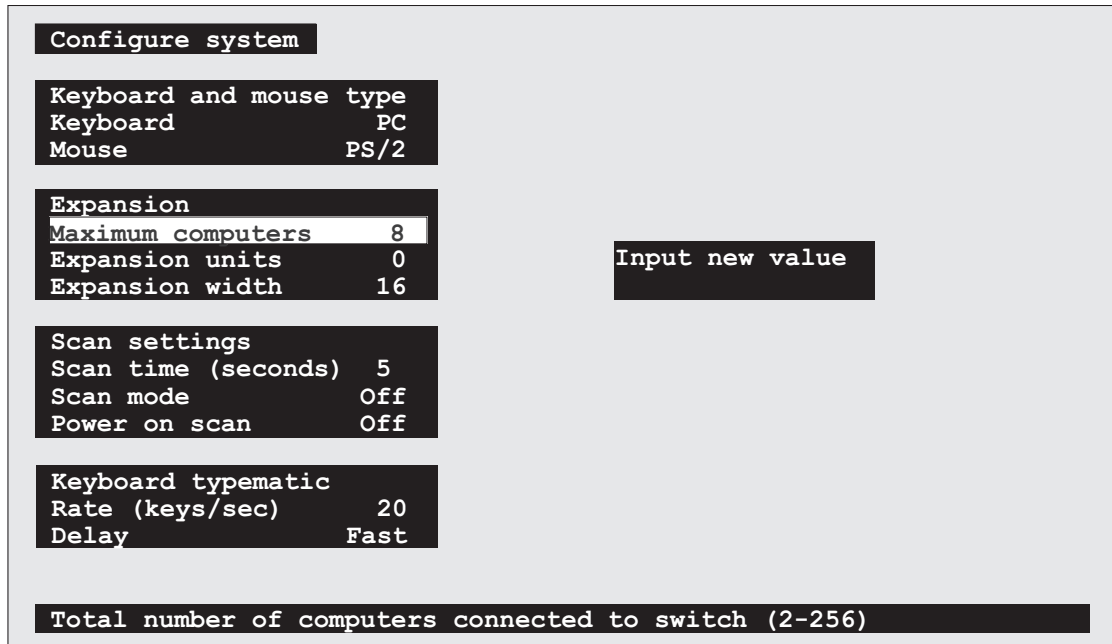 Configure system
Keyboard and mouse type
Keyboard PC
Mouse PS/2
Expansion
Maximum computers 8
Expansion units 0
Expansion width 16
Input new value
Scan settings
Scan time (seconds) 5
Scan mode Off
Power on scan Off
Keyboard typematic
Rate (keys/sec) 20
Delay Fast
Total number of computers connected to switch (2-256)